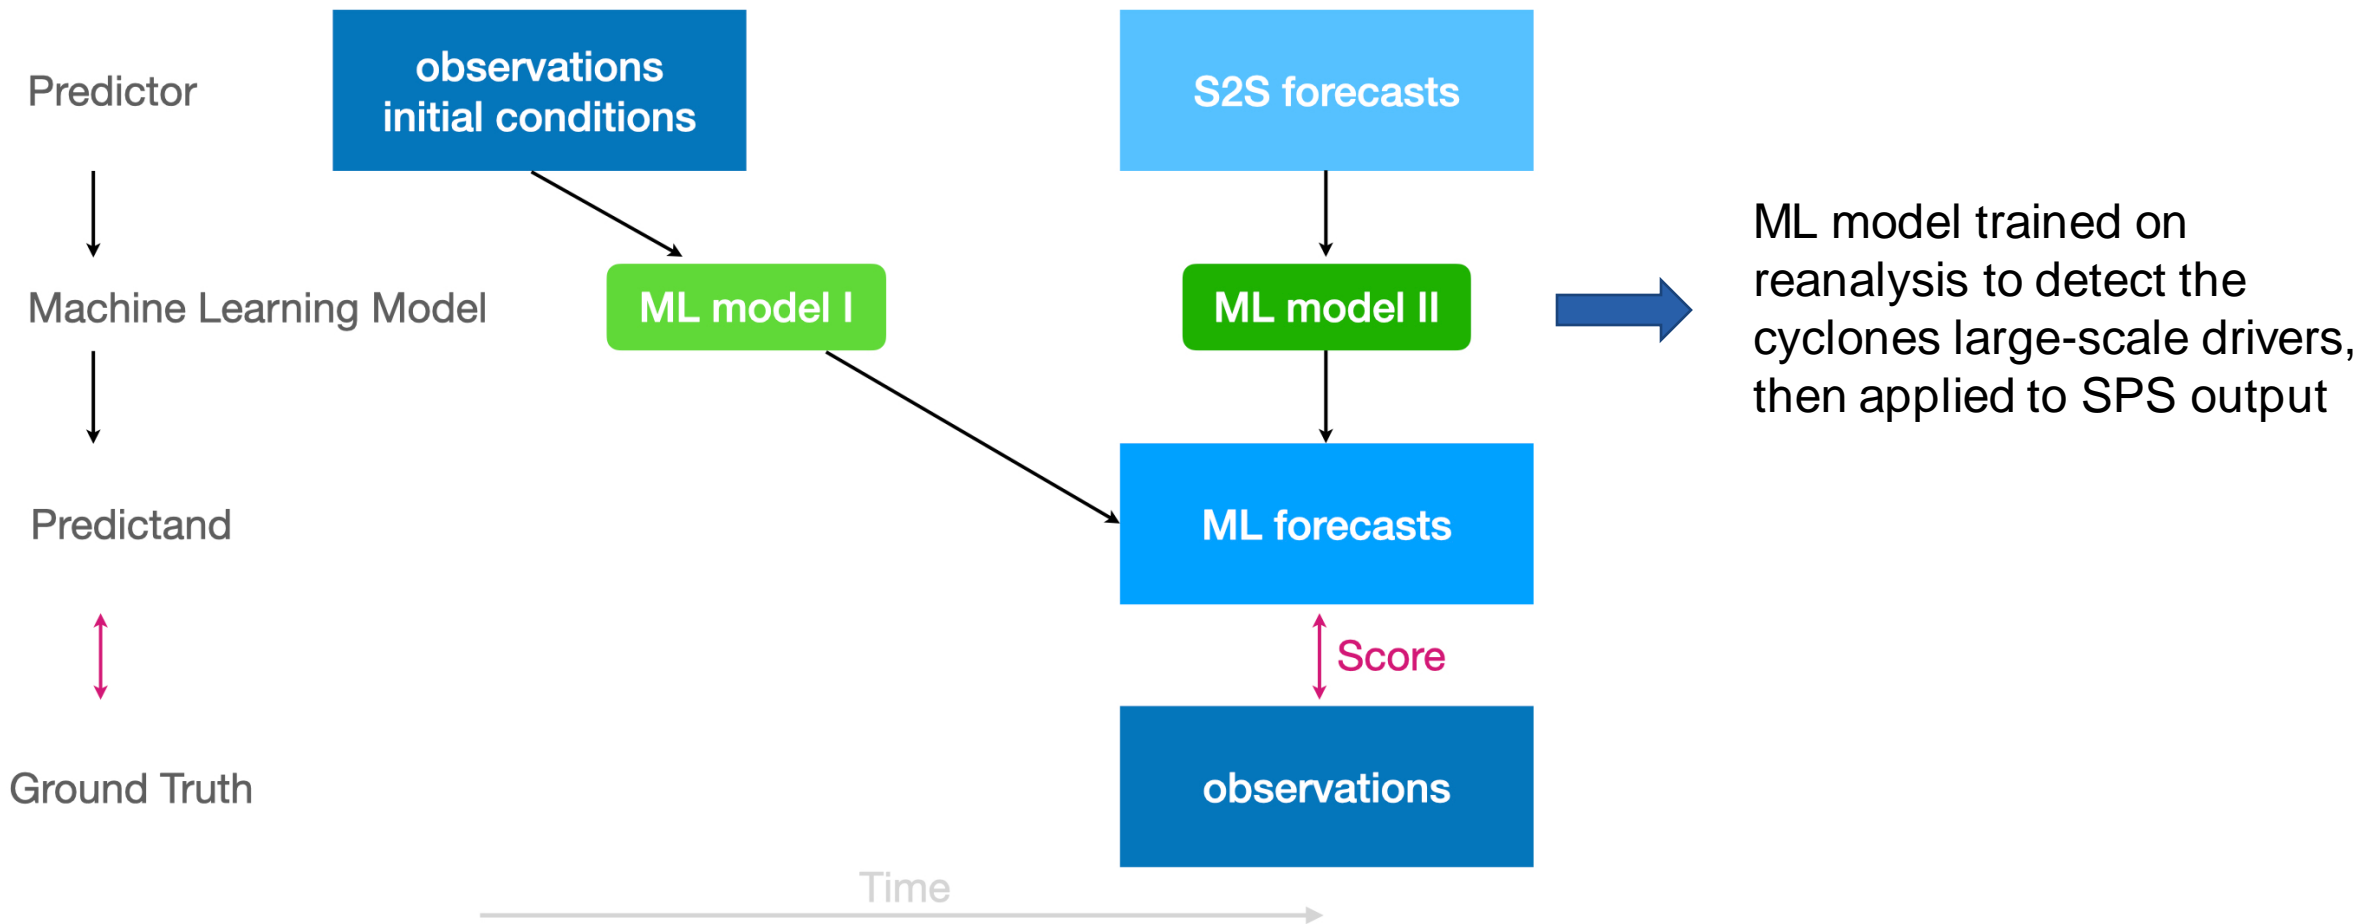 Predictor
observations
initial conditions
S2S forecasts
Machine Learning Model
ML model I
ML model II
ML model trained on
reanalysis to detect the
cyclones large-scale drivers,
then applied to SPS output
Predictand
ML forecasts
Score
Ground Truth
observations
Time